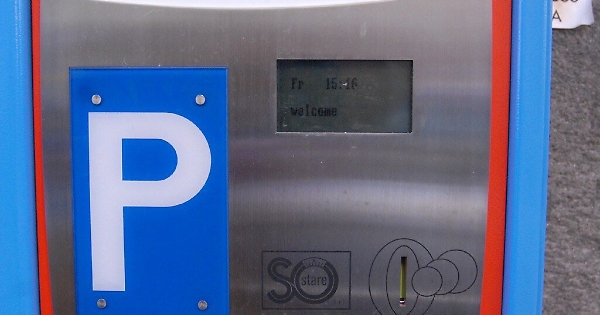 P
Fr 15:16
welcome
SO
stare
A